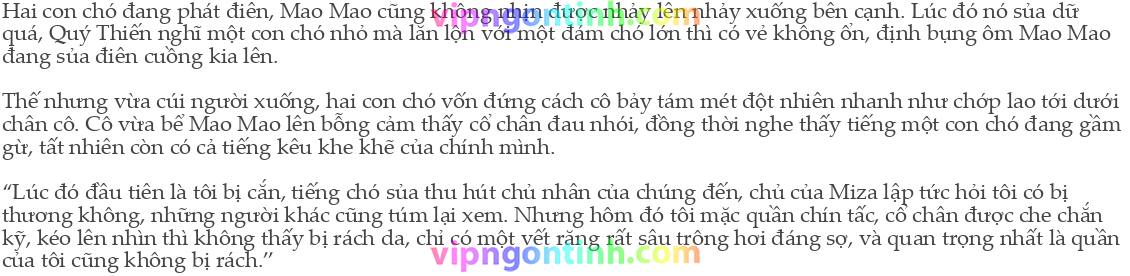 Hai con chó đang phát điên, Mao Mao cũng không nhịn được nhảy lên nhảy xuống bên cạnh. Lúc đó nó sủa dữ
quá, Quý Thiến nghĩ một con chó nhỏ mà lăn lộn với một đám chó lớn thì có vẻ không ổn, định bụng ôm Mao Mao
đang sủa điên cuồng kia lên.
Thế nhưng vừa cúi người xuống, hai con chó vốn đứng cách cô bảy tám mét đột nhiên nhanh như chớp lao tới dưới
chân cô. Cô vừa bể Mao Mao lên bỗng cảm thấy cổ chân đau nhói, đồng thời nghe thấy tiếng một con chó đang gầm
gừ, tất nhiên còn có cả tiếng kêu khe khẽ của chính mình.
“Lúc đó đầu tiên là tôi bị cắn, tiếng chó sủa thu hút chủ nhân của chúng đến, chủ của Miza lập tức hỏi tôi có bị
thương không, những người khác cũng túm lại xem. Nhưng hôm đó tôi mặc quần chín tấc, cổ chân được che chắn
kỹ, kéo lên nhìn thì không thấy bị rách da, chỉ có một vết răng rất sâu trông hơi đáng sợ, và quan trọng nhất là quần
của tôi cũng không bị rách.”
vipngontinh.com
vipngontinh.com